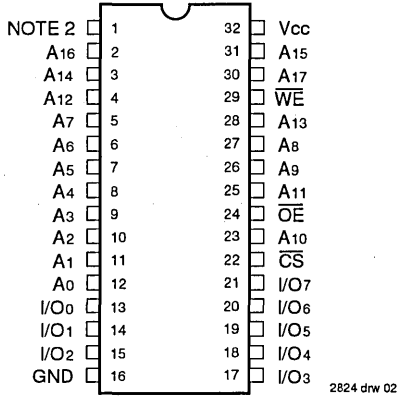 NOTE 2 1 32 Vcc
A16 2 31 A15
A14 3 30 A17
A12 4 29 W̅E̅
A7 5 28 A13
A6 6 27 A8
A5 7 26 A9
A4 8 25 A11
A3 9 24 O̅E̅
A2 10 23 A10
A1 11 22 C̅S̅
A0 12 21 I/O7
I/O0 13 20 I/O6
I/O1 14 19 I/O5
I/O2 15 18 I/O4
GND 16 17 I/O3
2824 drw 02